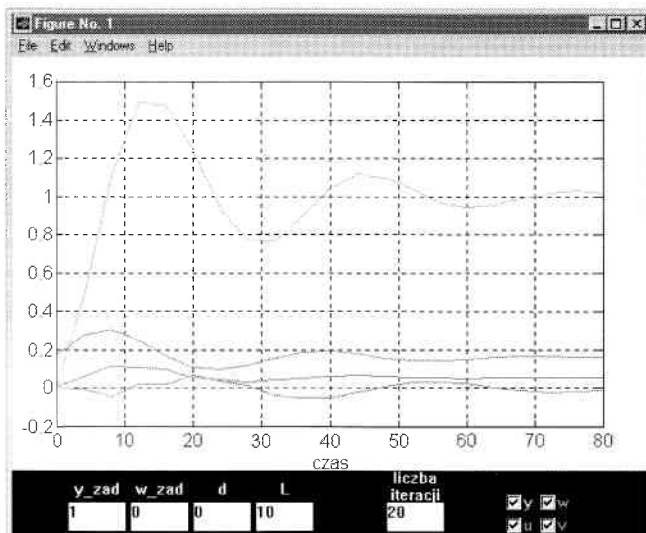 Figure No. 1
File Edit Windows Help
1.6
1.4
1.2
1
0.8
0.6
0.4
0.2
0
-0.2
0 10 20 30 40 50 60 70 80
czas
y_zad w_zad d L liczba iteracji
1 0 0 10 20
y w
u v